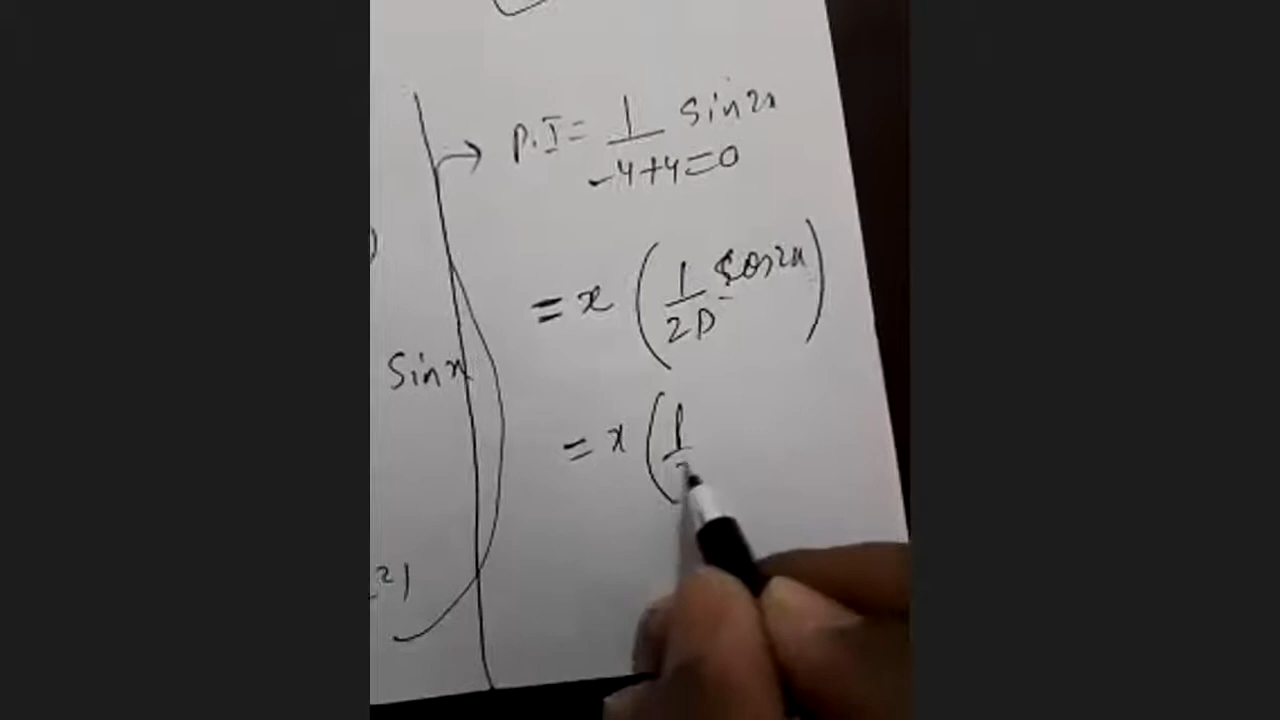 → P.I = 1/(-4+4=0) Sin2x
= x (1/2D Cos2x)
= x (1/
Sinx